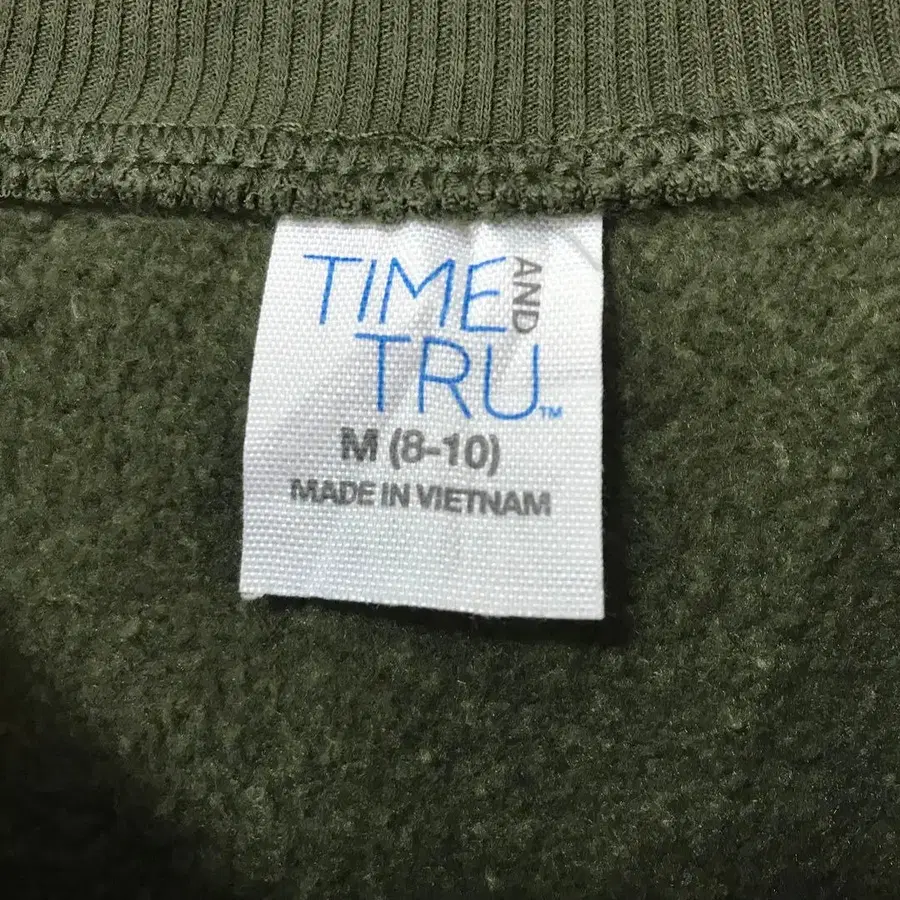 TIME AND
TRU™
M (8-10)
MADE IN VIETNAM